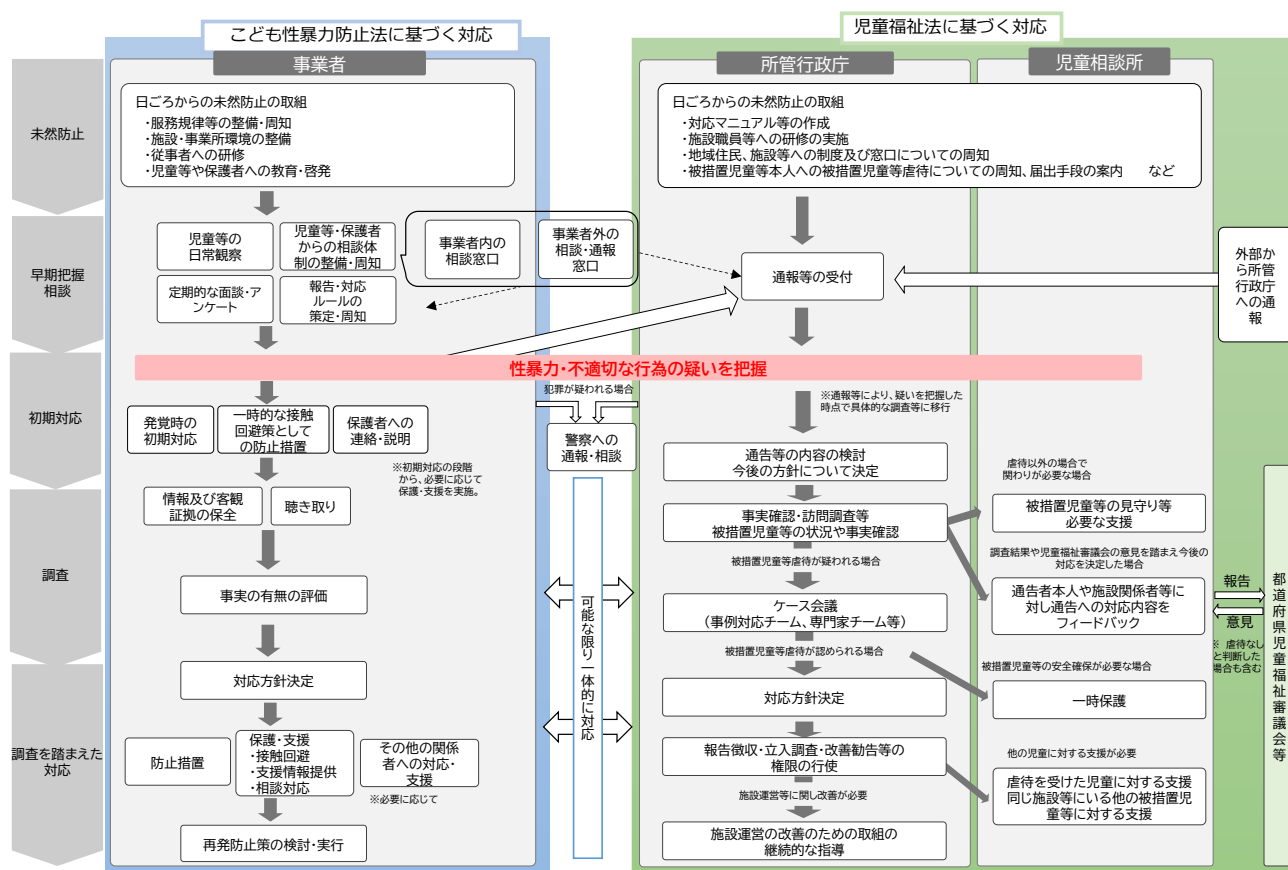 こども性暴力防止法に基づく対応
児童福祉法に基づく対応
事業者
所管行政庁
児童相談所
未然防止
日ごろからの未然防止の取組
・服務規律等の整備・周知
・施設・事業所環境の整備
・従事者への研修
・児童等や保護者への教育・啓発
日ごろからの未然防止の取組
・対応マニュアル等の作成
・施設職員等への研修の実施
・地域住民、施設等への制度及び窓口についての周知
・被措置児童等本人への被措置児童等虐待についての周知、届出手段の案内　など
早期把握
相談
児童等の
日常観察
児童等・保護者
からの相談体
制の整備・周知
定期的な面談・ア
ンケート
報告・対応
ルールの
策定・周知
事業者内の
相談窓口
事業者外の
相談・通報
窓口
通報等の受付
外部か
ら所管
行政庁
への通
報
性暴力・不適切な行為の疑いを把握
初期対応
発覚時の
初期対応
一時的な接触
回避策として
の防止措置
保護者への
連絡・説明
※初期対応の段階
から、必要に応じて
保護・支援を実施。
犯罪が疑われる場合
警察への
通報・相談
※通報等により、疑いを把握した
時点で具体的な調査等に移行
通告等の内容の検討
今後の方針について決定
虐待以外の場合で
関わりが必要な場合
調査
情報及び客観
証拠の保全
聴き取り
事実の有無の評価
可能な限り一体的に対応
事実確認・訪問調査等
被措置児童等の状況や事実確認
被措置児童等の見守り等
必要な支援
被措置児童等虐待が疑われる場合
調査結果や児童福祉審議会の意見を踏まえ今後の
対応を決定した場合
ケース会議
（事例対応チーム、専門家チーム等）
通告者本人や施設関係者等に
対し通告への対応内容を
フィードバック
報告
意見
※ 虐待なし
と判断した
場合も含む
都道府県児童福祉審議会等
被措置児童等虐待が認められる場合
被措置児童等の安全確保が必要な場合
調査を踏まえた
対応
対応方針決定
対応方針決定
一時保護
防止措置
保護・支援
・接触回避
・支援情報提供
・相談対応
その他の関係
者への対応・
支援
※必要に応じて
報告徴収・立入調査・改善勧告等の
権限の行使
他の児童に対する支援が必要
虐待を受けた児童に対する支援
同じ施設等にいる他の被措置児
童等に対する支援
施設運営等に関し改善が必要
再発防止策の検討・実行
施設運営の改善のための取組の
継続的な指導